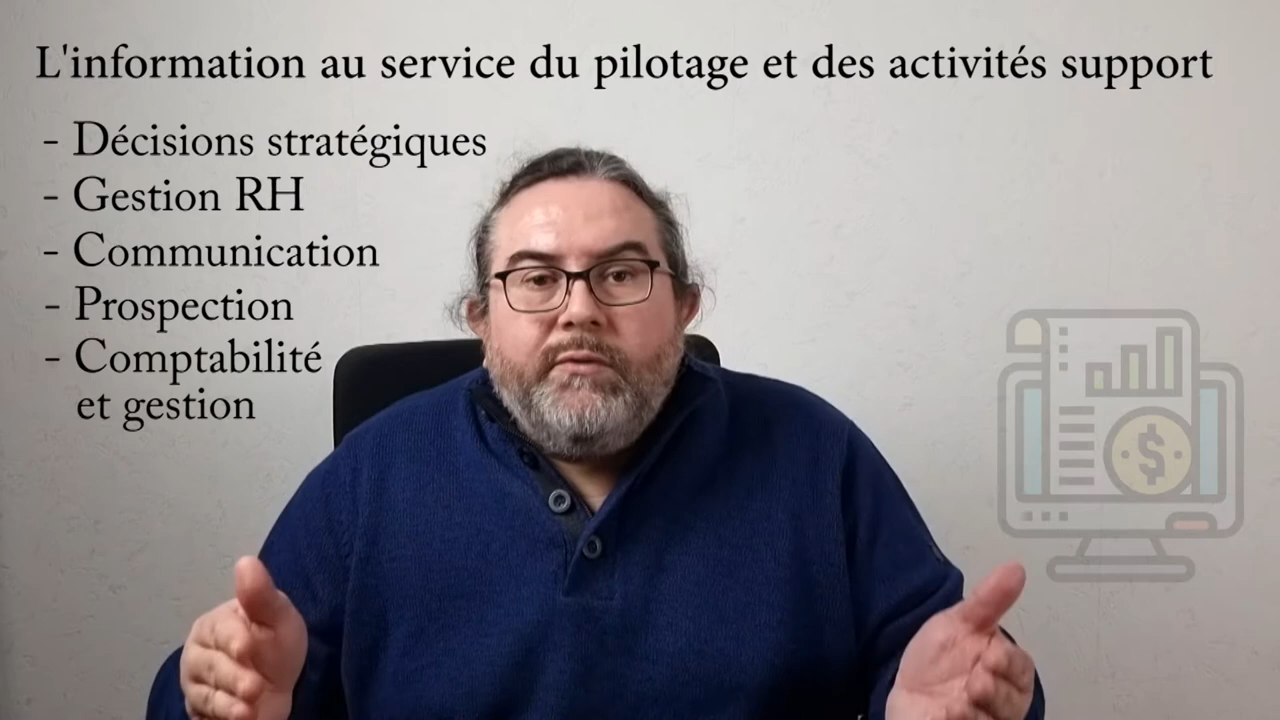 L'information au service du pilotage et des activités support
- Décisions stratégiques
- Gestion RH
- Communication
- Prospection
- Comptabilité
et gestion
$